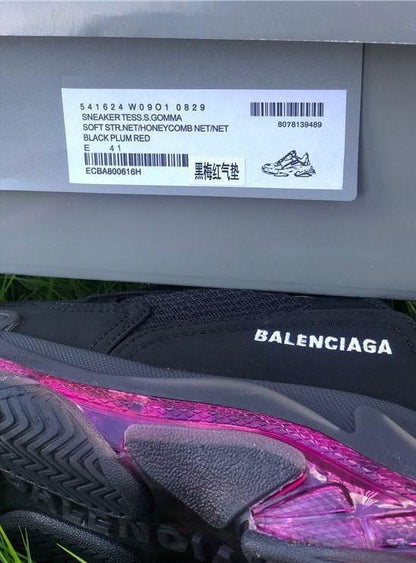 541624 W09O1 0829
SNEAKER TESS.S.GOMMA
SOFT STR.NET/HONEYCOMB NET/NET
BLACK PLUM RED
E 41
ECBA800616H
黑梅红气垫
8078139489
BALENCIAGA
BALENCIA